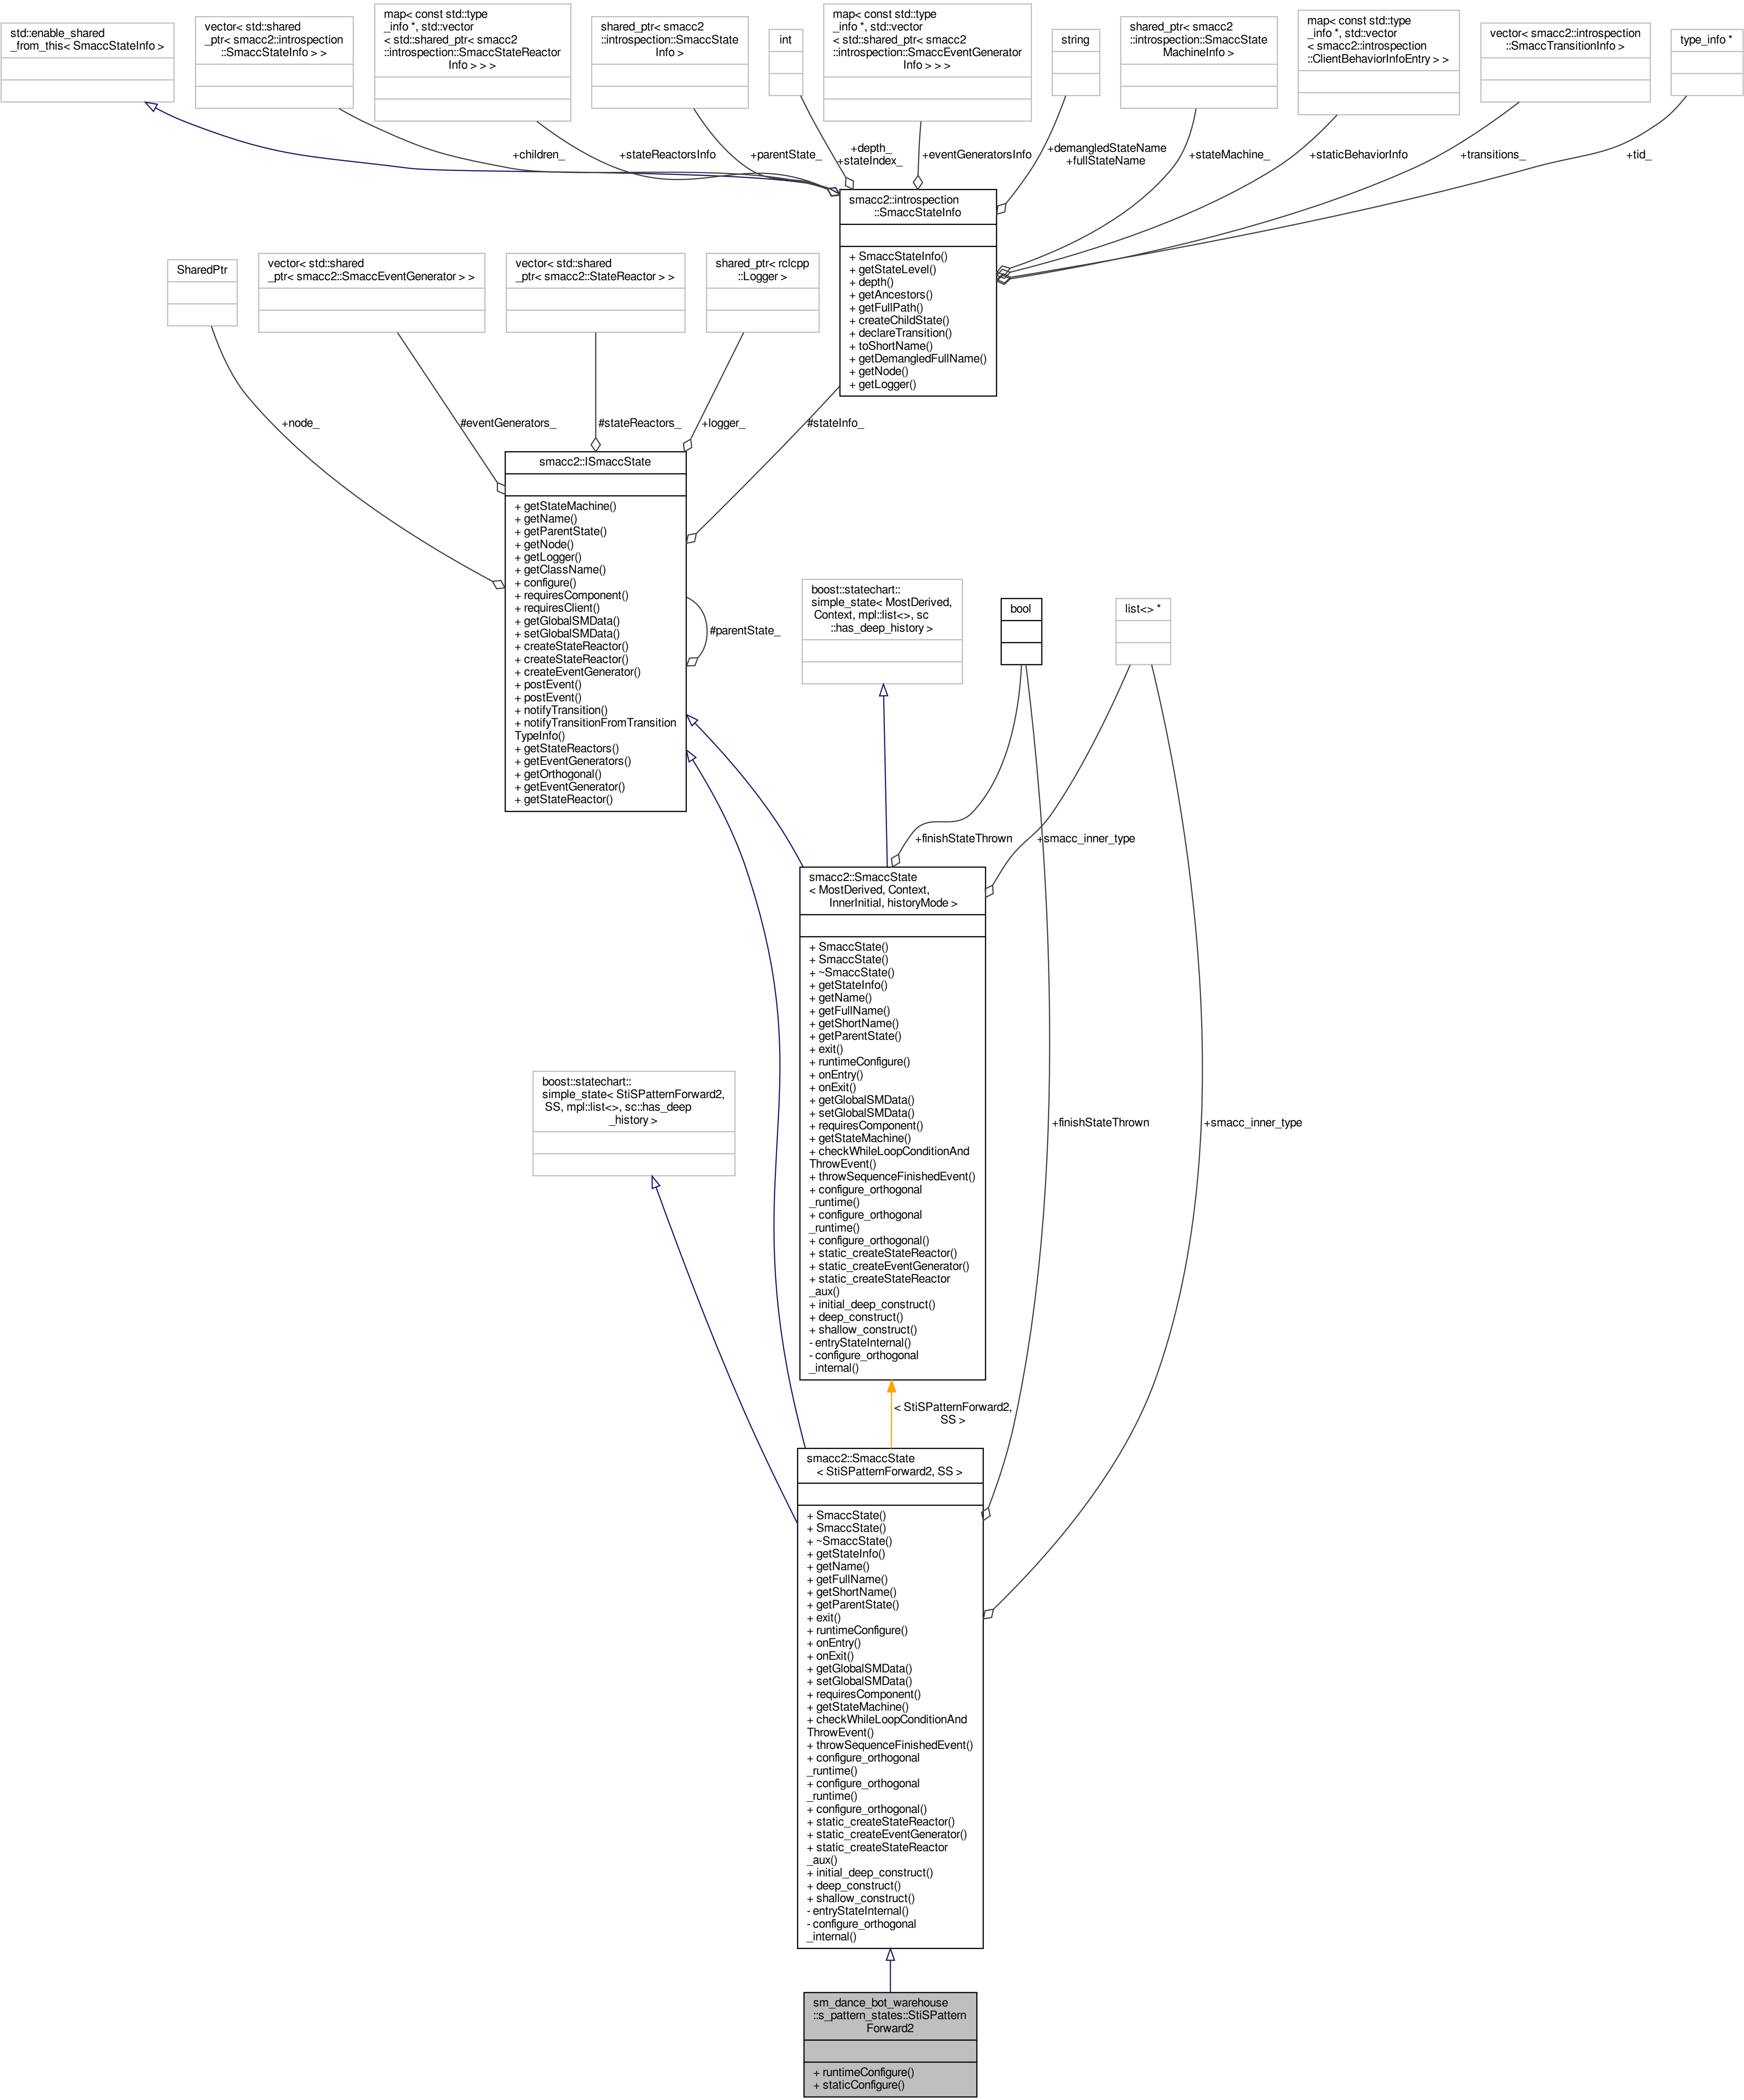 std::enable_shared
_from_this< SmaccStateInfo >
vector< std::shared
_ptr< smacc2::introspection
::SmaccStateInfo > >
map< const std::type
_info *, std::vector
< std::shared_ptr< smacc2
::introspection::SmaccStateReactor
Info > > >
shared_ptr< smacc2
::introspection::SmaccState
Info >
int
map< const std::type
_info *, std::vector
< std::shared_ptr< smacc2
::introspection::SmaccEventGenerator
Info > > >
string
shared_ptr< smacc2
::introspection::SmaccState
MachineInfo >
map< const std::type
_info *, std::vector
< smacc2::introspection
::ClientBehaviorInfoEntry > >
vector< smacc2::introspection
::SmaccTransitionInfo >
type_info *
+children_
+stateReactorsInfo
+parentState_
+depth_
+stateIndex_
+eventGeneratorsInfo
+demangledStateName
+fullStateName
+stateMachine_
+staticBehaviorInfo
+transitions_
+tid_
smacc2::introspection
::SmaccStateInfo
+ SmaccStateInfo()
+ getStateLevel()
+ depth()
+ getAncestors()
+ getFullPath()
+ createChildState()
+ declareTransition()
+ toShortName()
+ getDemangledFullName()
+ getNode()
+ getLogger()
SharedPtr
vector< std::shared
_ptr< smacc2::SmaccEventGenerator > >
vector< std::shared
_ptr< smacc2::StateReactor > >
shared_ptr< rclcpp
::Logger >
+node_
#eventGenerators_
#stateReactors_
+logger_
#stateInfo_
smacc2::ISmaccState
+ getStateMachine()
+ getName()
+ getParentState()
+ getNode()
+ getLogger()
+ getClassName()
+ configure()
+ requiresComponent()
+ requiresClient()
+ getGlobalSMData()
+ setGlobalSMData()
+ createStateReactor()
+ createStateReactor()
+ createEventGenerator()
+ postEvent()
+ postEvent()
+ notifyTransition()
+ notifyTransitionFromTransition
TypeInfo()
+ getStateReactors()
+ getEventGenerators()
+ getOrthogonal()
+ getEventGenerator()
+ getStateReactor()
#parentState_
boost::statechart::
simple_state< MostDerived,
Context, mpl::list<>, sc
::has_deep_history >
bool
list<> *
+finishStateThrown
+smacc_inner_type
smacc2::SmaccState
< MostDerived, Context,
InnerInitial, historyMode >
+ SmaccState()
+ SmaccState()
+ ~SmaccState()
+ getStateInfo()
+ getName()
+ getFullName()
+ getShortName()
+ getParentState()
+ exit()
+ runtimeConfigure()
+ onEntry()
+ onExit()
+ getGlobalSMData()
+ setGlobalSMData()
+ requiresComponent()
+ getStateMachine()
+ checkWhileLoopConditionAnd
ThrowEvent()
+ throwSequenceFinishedEvent()
+ configure_orthogonal
_runtime()
+ configure_orthogonal
_runtime()
+ configure_orthogonal()
+ static_createStateReactor()
+ static_createEventGenerator()
+ static_createStateReactor
_aux()
+ initial_deep_construct()
+ deep_construct()
+ shallow_construct()
- entryStateInternal()
- configure_orthogonal
_internal()
boost::statechart::
simple_state< StiSPatternForward2,
SS, mpl::list<>, sc::has_deep
_history >
+finishStateThrown
+smacc_inner_type
< StiSPatternForward2,
SS >
smacc2::SmaccState
< StiSPatternForward2, SS >
+ SmaccState()
+ SmaccState()
+ ~SmaccState()
+ getStateInfo()
+ getName()
+ getFullName()
+ getShortName()
+ getParentState()
+ exit()
+ runtimeConfigure()
+ onEntry()
+ onExit()
+ getGlobalSMData()
+ setGlobalSMData()
+ requiresComponent()
+ getStateMachine()
+ checkWhileLoopConditionAnd
ThrowEvent()
+ throwSequenceFinishedEvent()
+ configure_orthogonal
_runtime()
+ configure_orthogonal
_runtime()
+ configure_orthogonal()
+ static_createStateReactor()
+ static_createEventGenerator()
+ static_createStateReactor
_aux()
+ initial_deep_construct()
+ deep_construct()
+ shallow_construct()
- entryStateInternal()
- configure_orthogonal
_internal()
sm_dance_bot_warehouse
::s_pattern_states::StiSPattern
Forward2
+ runtimeConfigure()
+ staticConfigure()